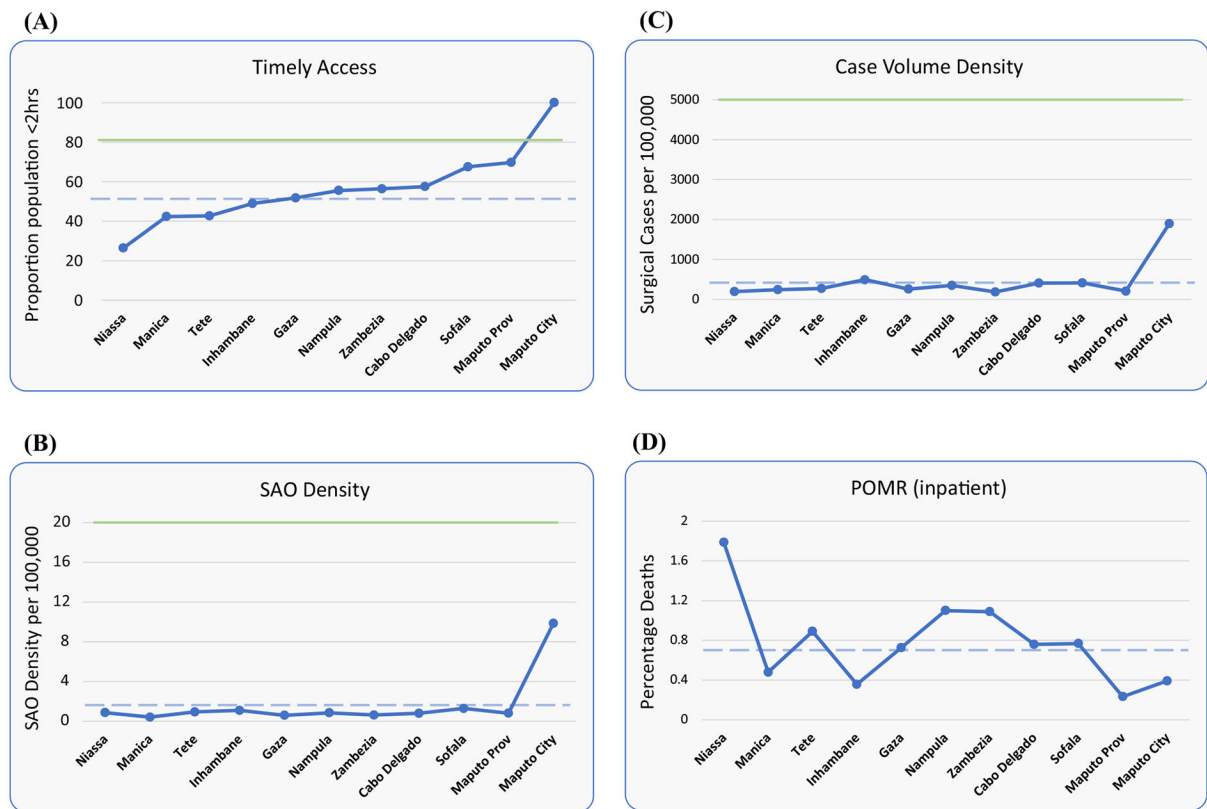 (A)
Timely Access
Proportion population <2hrs
100
80
60
40
20
0
Niassa
Manica
Tete
Inhambane
Gaza
Nampula
Zambezia
Cabo Delgado
Sofala
Maputo Prov
Maputo City
(C)
Case Volume Density
Surgical Cases per 100,000
5000
4000
3000
2000
1000
0
Niassa
Manica
Tete
Inhambane
Gaza
Nampula
Zambezia
Cabo Delgado
Sofala
Maputo Prov
Maputo City
(B)
SAO Density
SAO Density per 100,000
20
16
12
8
4
0
Niassa
Manica
Tete
Inhambane
Gaza
Nampula
Zambezia
Cabo Delgado
Sofala
Maputo Prov
Maputo City
(D)
POMR (inpatient)
Percentage Deaths
2
1.6
1.2
0.8
0.4
0
Niassa
Manica
Tete
Inhambane
Gaza
Nampula
Zambezia
Cabo Delgado
Sofala
Maputo Prov
Maputo City